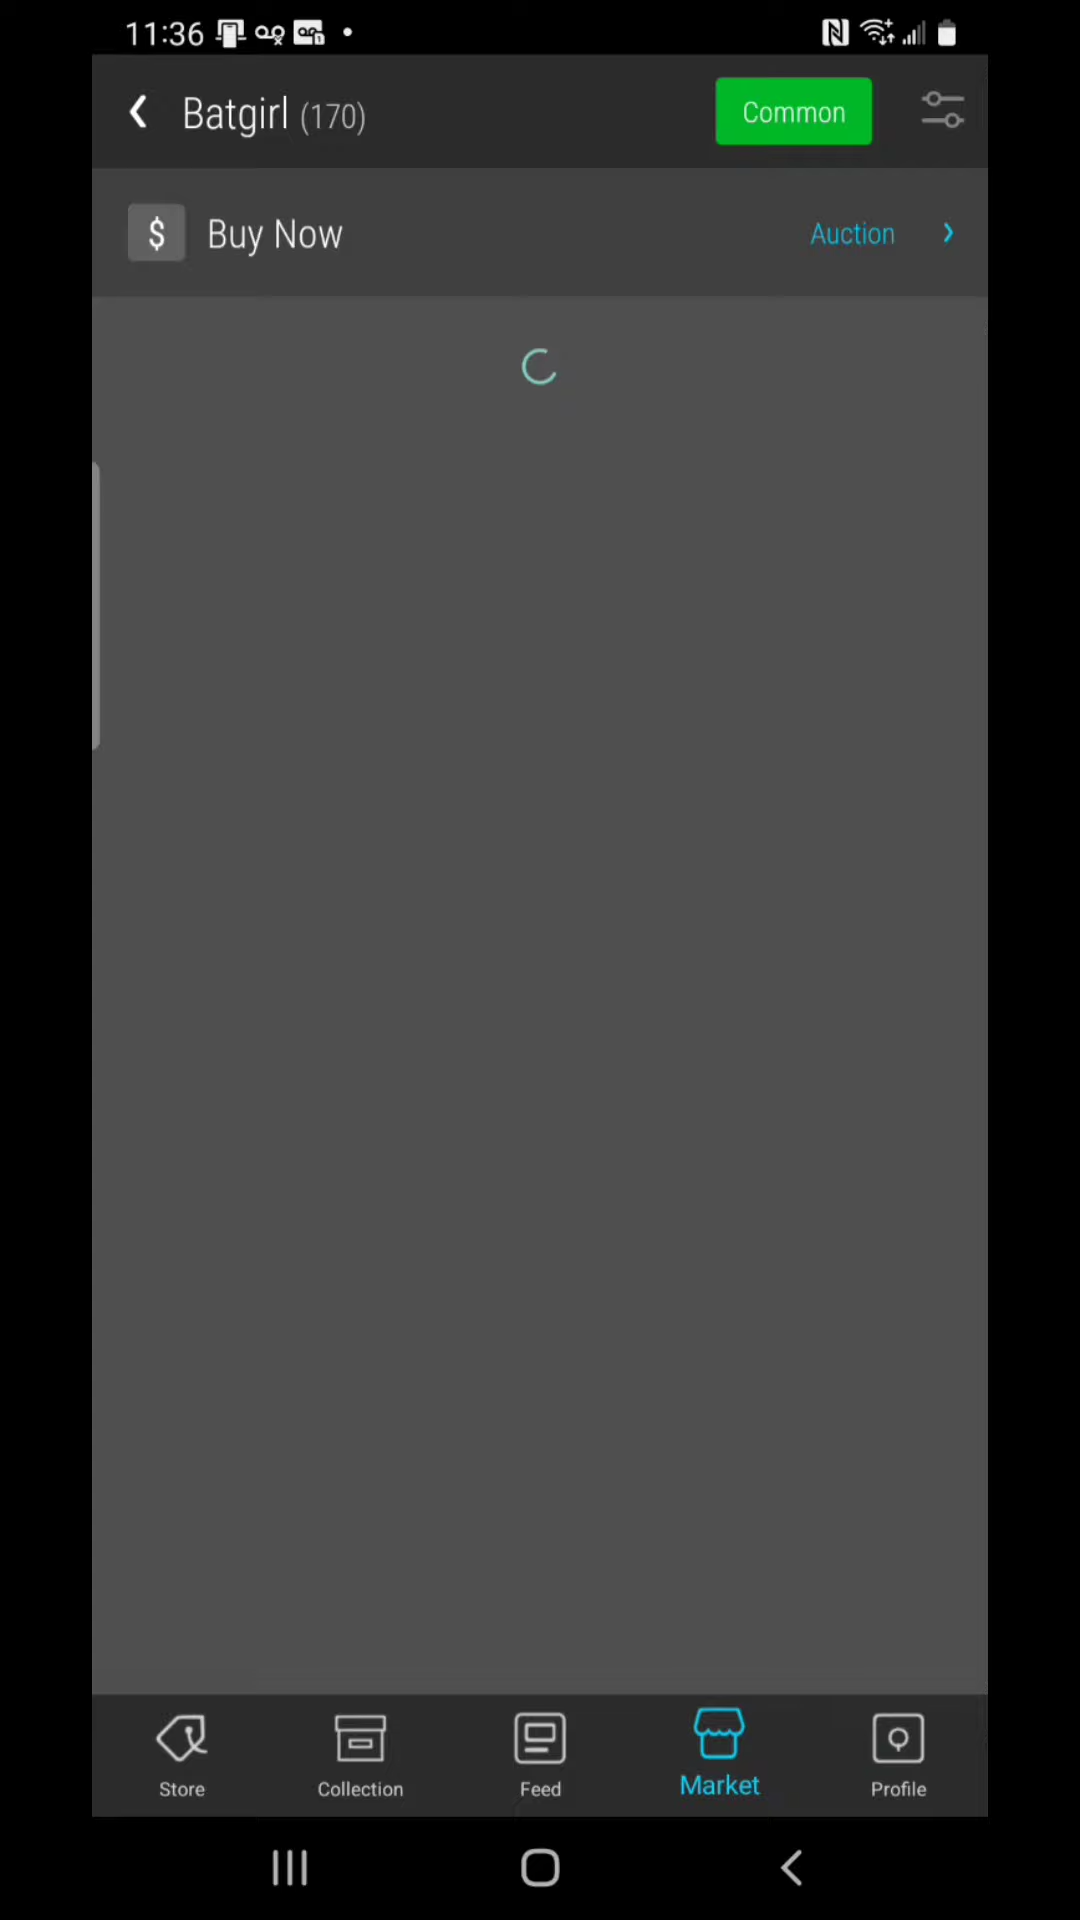 11:36
Batgirl (170)
Common
$ Buy Now
Auction
Store
Collection
Feed
Market
Profile